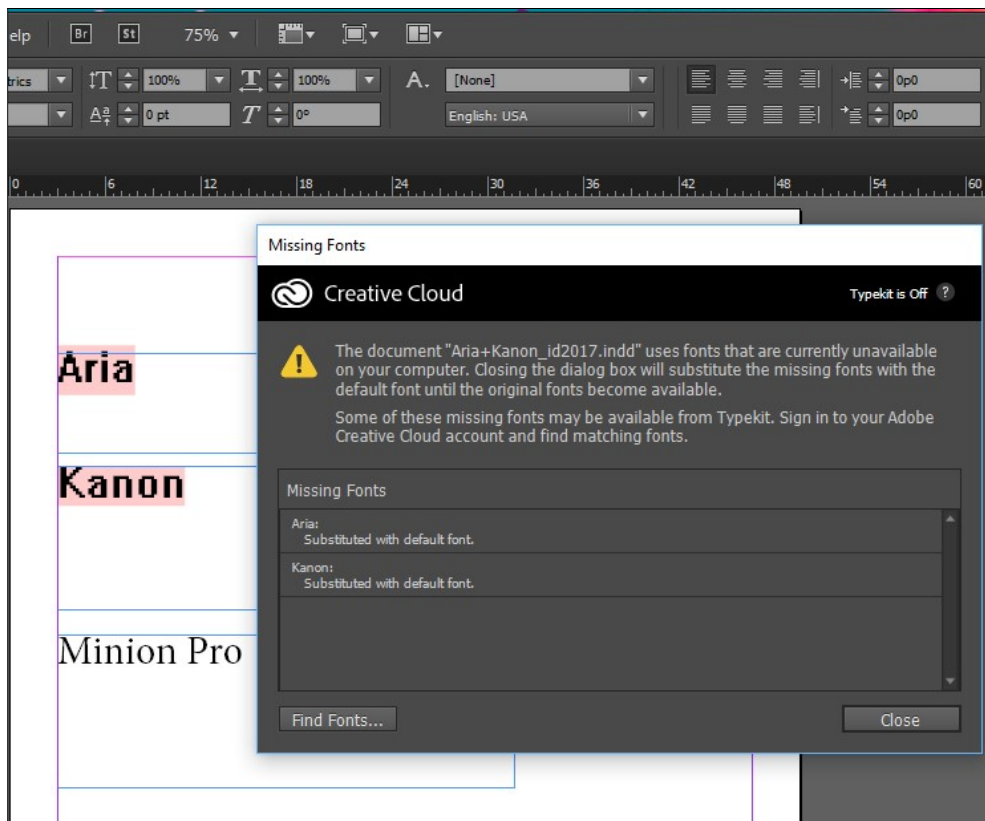 elp Br St 75%
trics 100% 100% A. [None] 0p0
0 pt 0° English: USA 0p0
0 6 12 18 24 30 36 42 48 54 60
Missing Fonts
Creative Cloud Typekit is Off ?
The document "Aria+Kanon_id2017.indd" uses fonts that are currently unavailable
on your computer. Closing the dialog box will substitute the missing fonts with the
default font until the original fonts become available.
Some of these missing fonts may be available from Typekit. Sign in to your Adobe
Creative Cloud account and find matching fonts.
Missing Fonts
Aria:
Substituted with default font.
Kanon:
Substituted with default font.
Find Fonts... Close
Aria
Kanon
Minion Pro